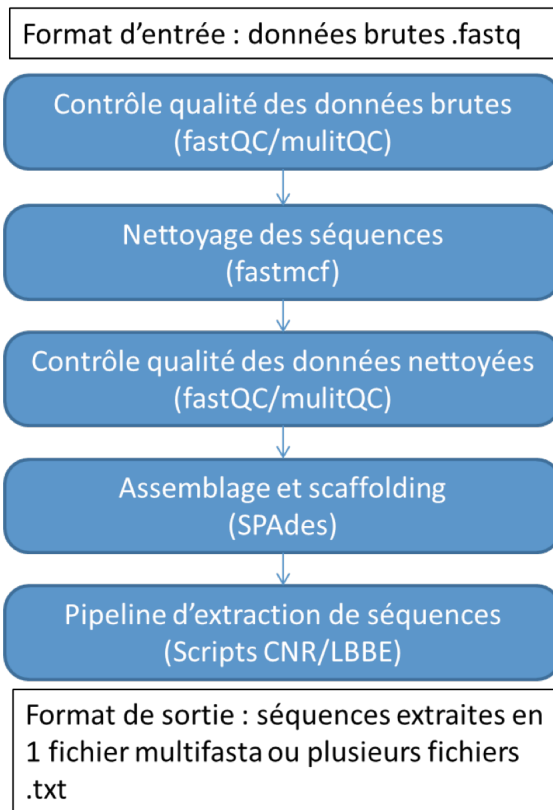 Format d'entrée : données brutes .fastq
Contrôle qualité des données brutes
(fastQC/mulitQC)
Nettoyage des séquences
(fastmcf)
Contrôle qualité des données nettoyées
(fastQC/mulitQC)
Assemblage et scaffolding
(SPAdes)
Pipeline d'extraction de séquences
(Scripts CNR/LBBE)
Format de sortie : séquences extraites en
1 fichier multifasta ou plusieurs fichiers
.txt